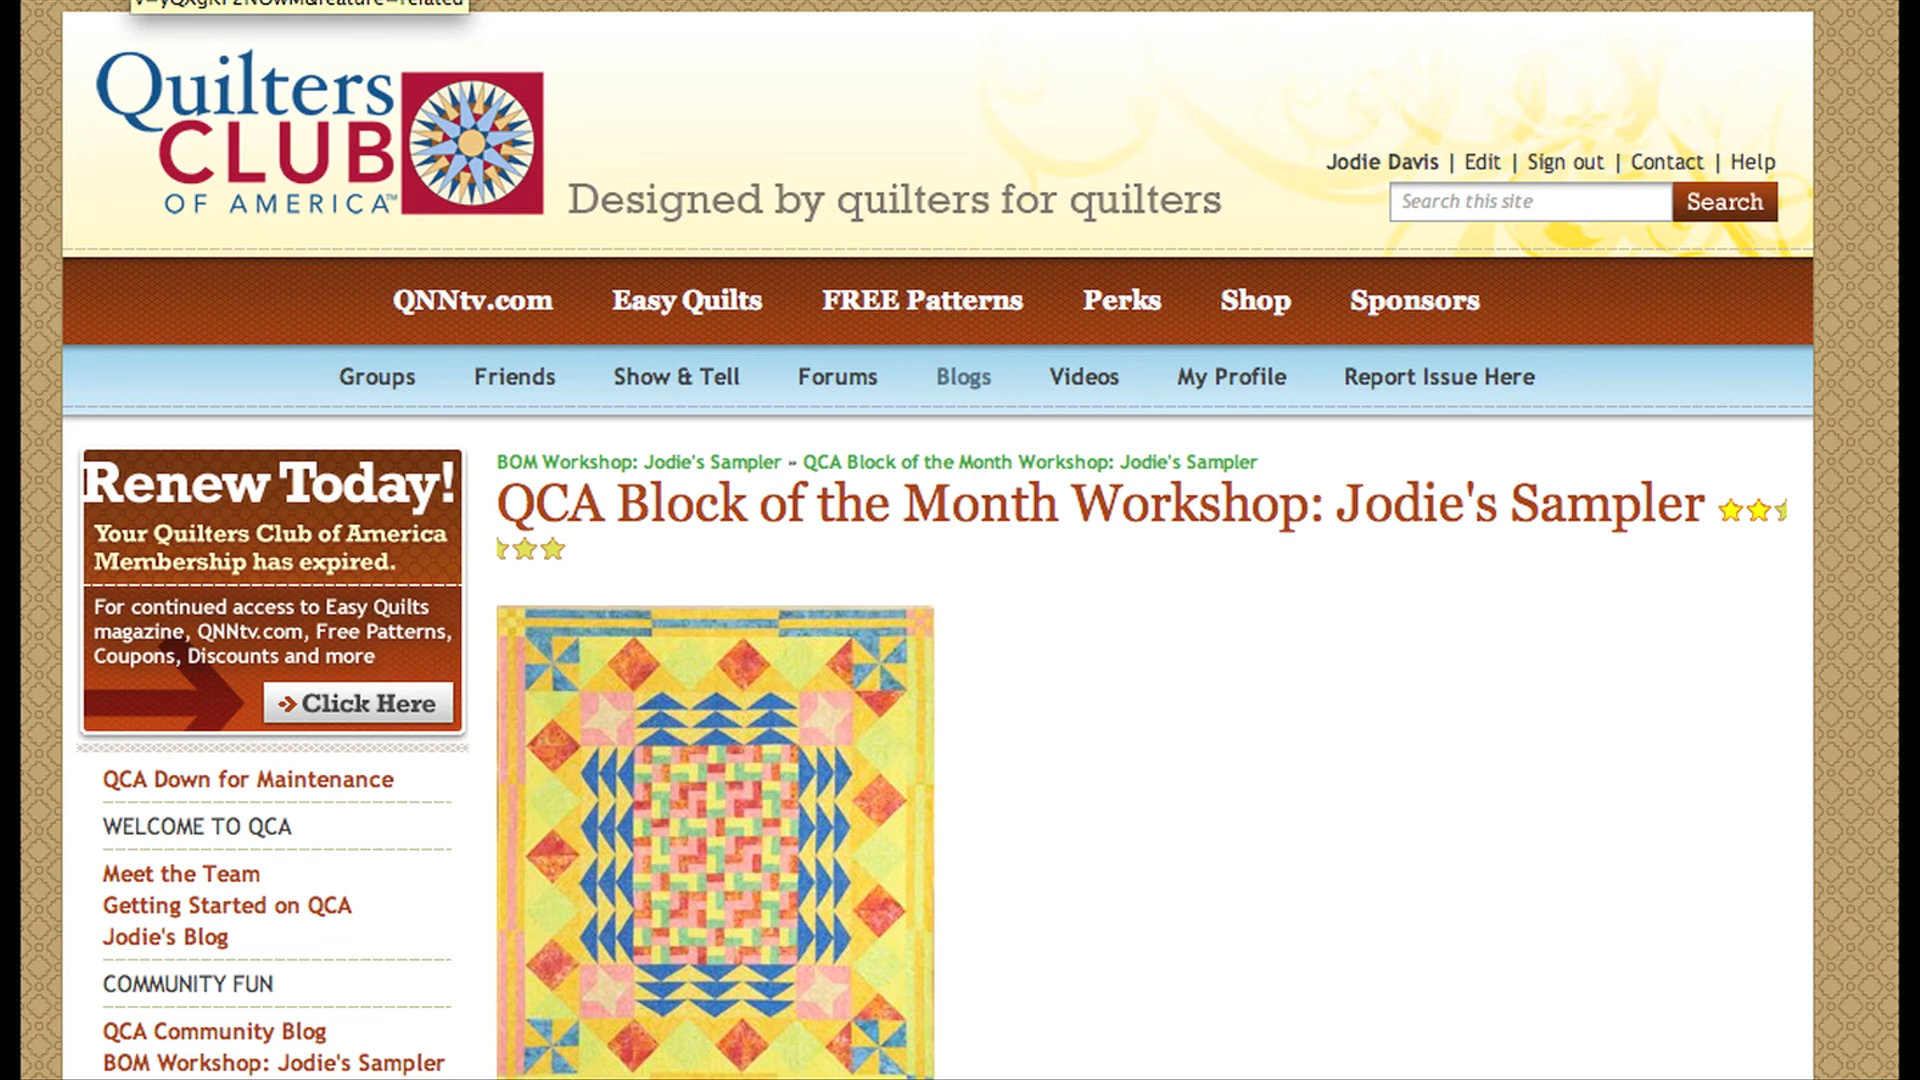 Quilters
CLUB
OF AMERICA™
Designed by quilters for quilters
Jodie Davis | Edit | Sign out | Contact | Help
Search this site
Search
QNNtv.com Easy Quilts FREE Patterns Perks Shop Sponsors
Groups Friends Show & Tell Forums Blogs Videos My Profile Report Issue Here
Renew Today!
Your Quilters Club of America
Membership has expired.
For continued access to Easy Quilts
magazine, QNNtv.com, Free Patterns,
Coupons, Discounts and more
Click Here
QCA Down for Maintenance
WELCOME TO QCA
Meet the Team
Getting Started on QCA
Jodie's Blog
COMMUNITY FUN
QCA Community Blog
BOM Workshop: Jodie's Sampler
BOM Workshop: Jodie's Sampler » QCA Block of the Month Workshop: Jodie's Sampler
QCA Block of the Month Workshop: Jodie's Sampler